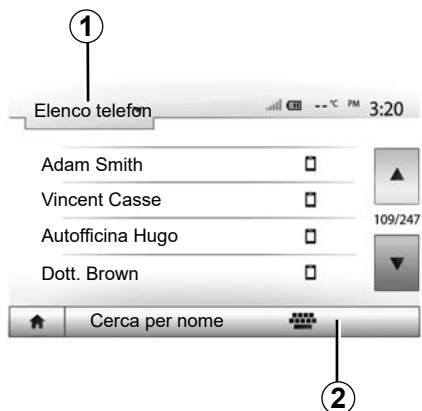 1
Elenco telefon
--°C PM 3:20
Adam Smith
Vincent Casse
109/247
Autofficina Hugo
Dott. Brown
Cerca per nome
2